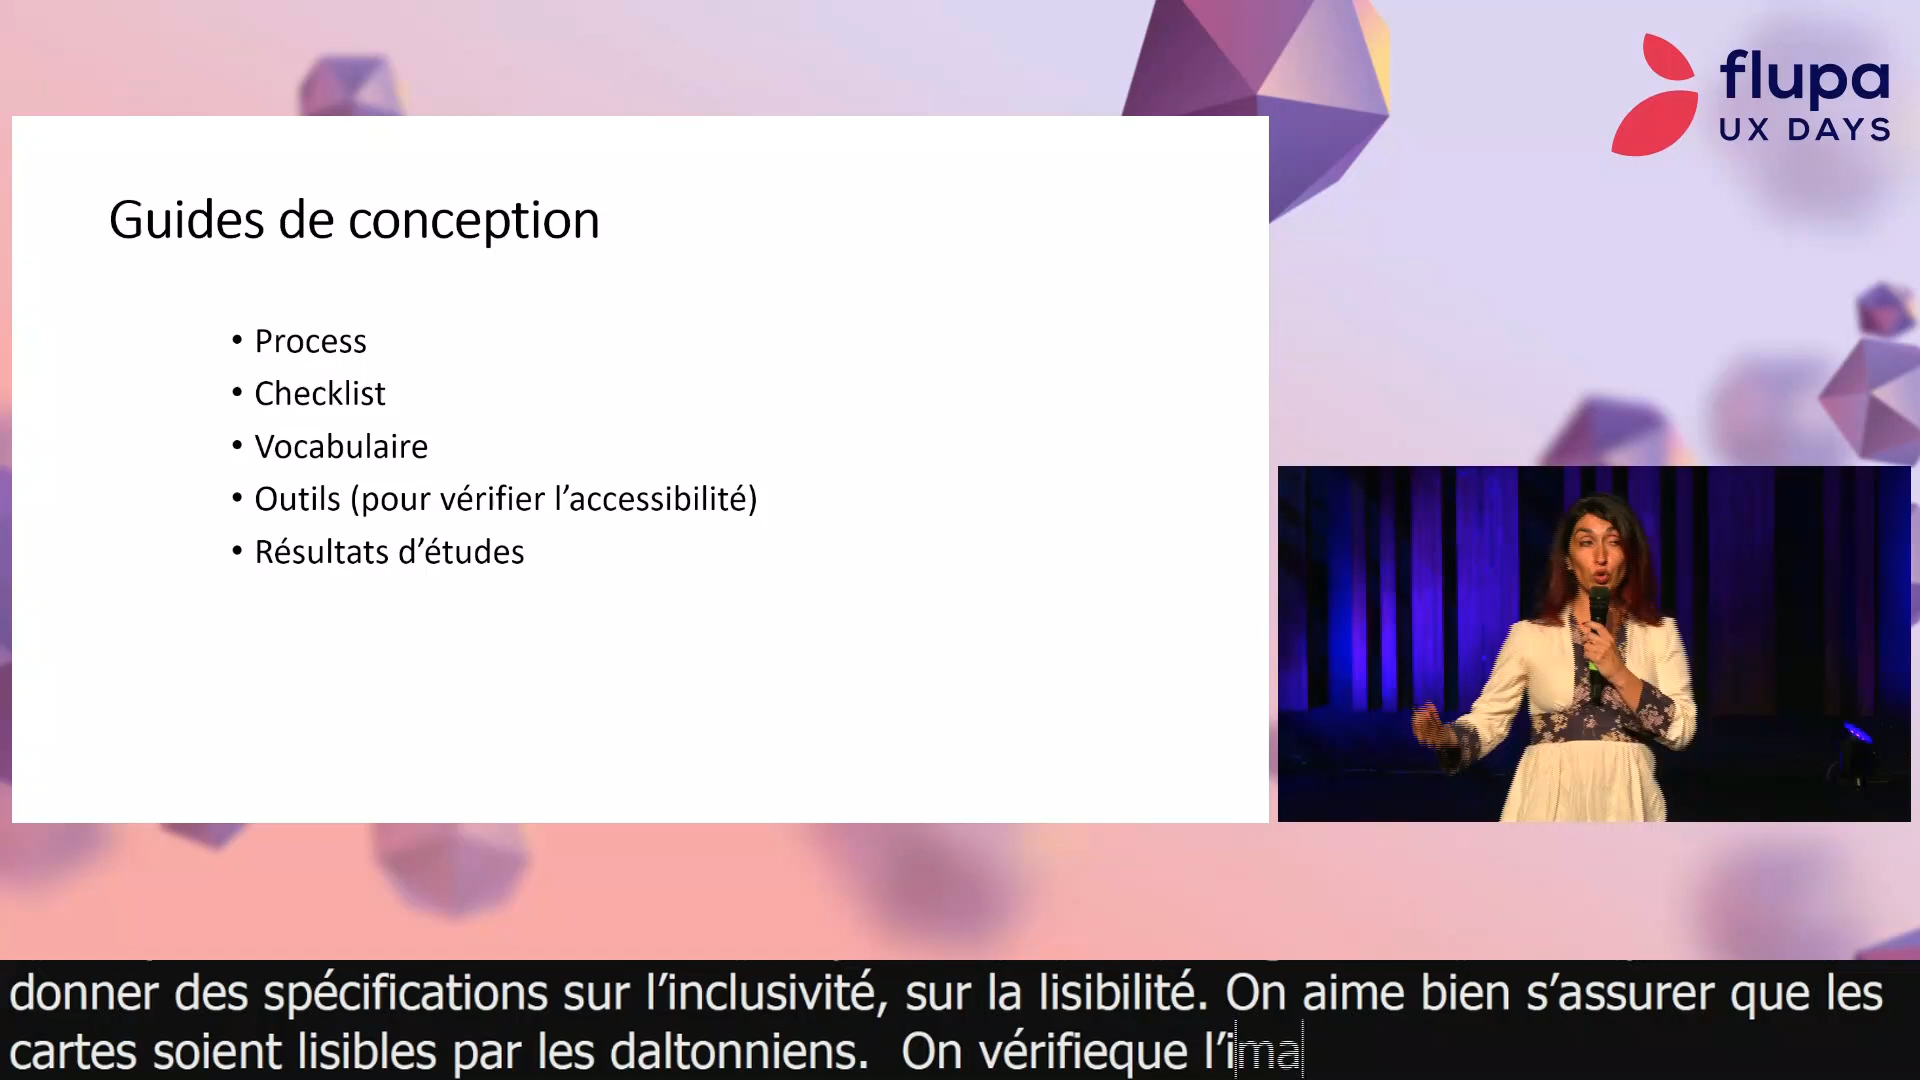 flupa
UX DAYS
Guides de conception
• Process
• Checklist
• Vocabulaire
• Outils (pour vérifier l’accessibilité)
• Résultats d’études
donner des spécifications sur l’inclusivité, sur la lisibilité. On aime bien s’assurer que les
cartes soient lisibles par les daltonniens.  On vérifieque l’ima